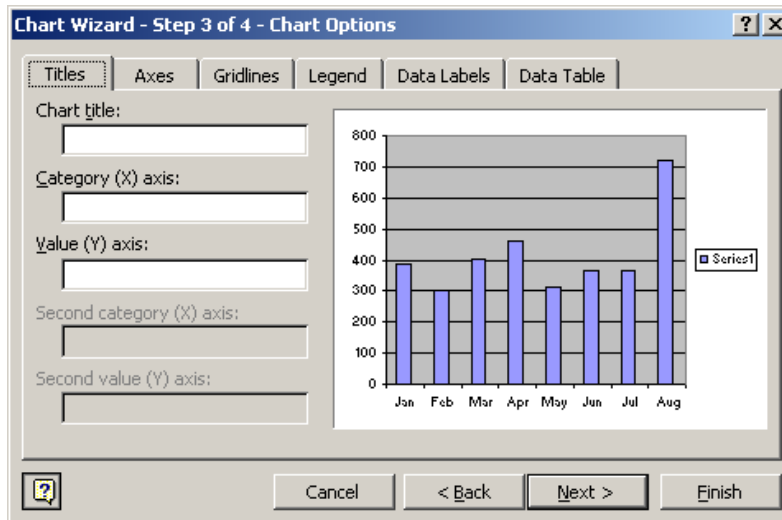 Chart Wizard - Step 3 of 4 - Chart Options
Titles Axes Gridlines Legend Data Labels Data Table
Chart title:
Category (X) axis:
Value (Y) axis:
Second category (X) axis:
Second value (Y) axis:
800
700
600
500
400
300
200
100
0
Jan Feb Mar Apr May Jun Jul Aug
Series1
Cancel < Back Next > Finish